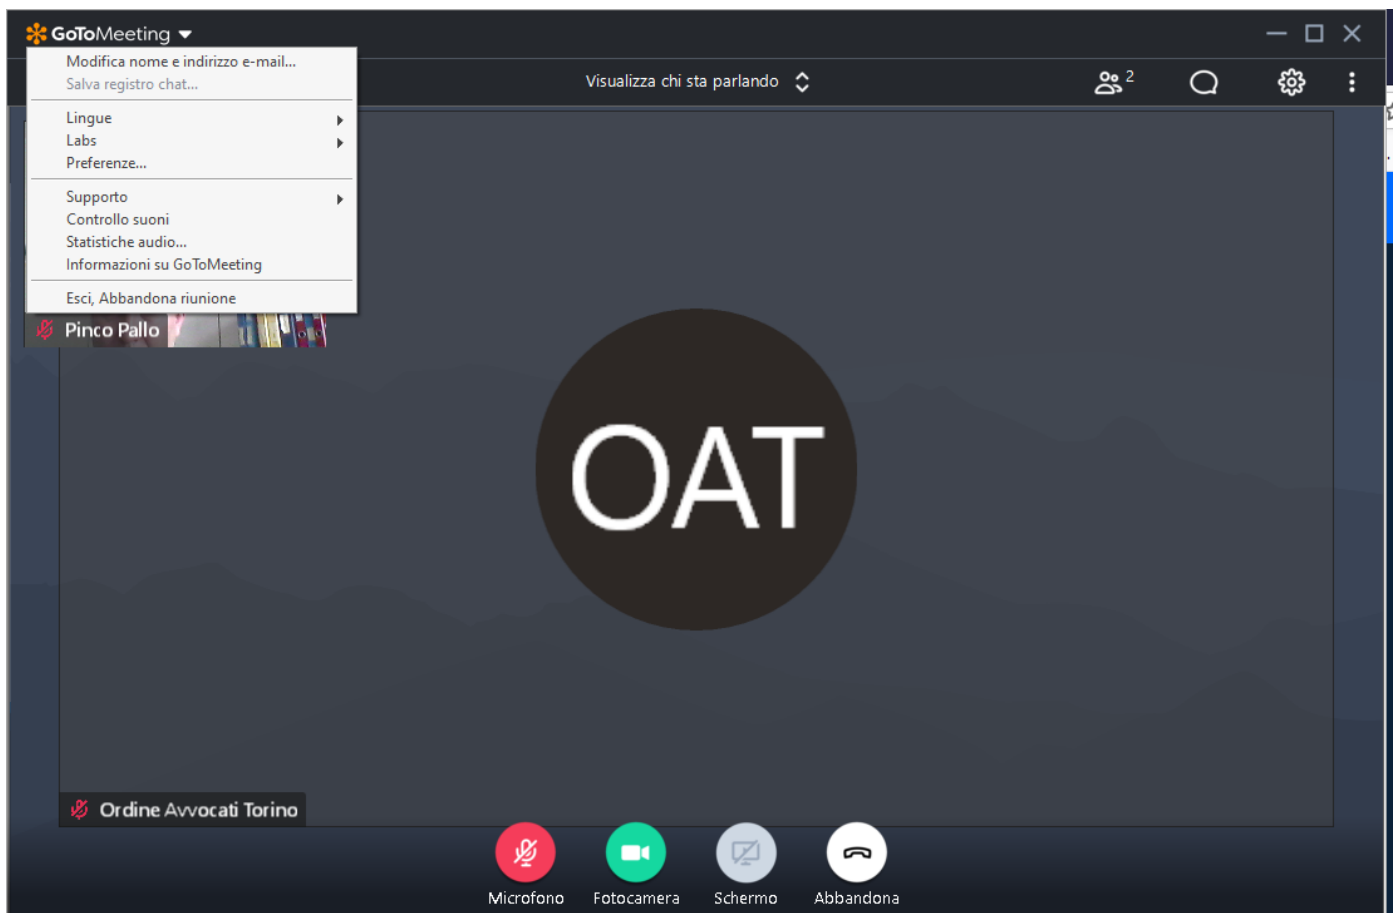 GoToMeeting
Modifica nome e indirizzo e-mail...
Salva registro chat...
Lingue
Labs
Preferenze...
Supporto
Controllo suoni
Statistiche audio...
Informazioni su GoToMeeting
Esci, Abbandona riunione
Visualizza chi sta parlando
2
Pinco Pallo
OAT
Ordine Avvocati Torino
Microfono
Fotocamera
Schermo
Abbandona